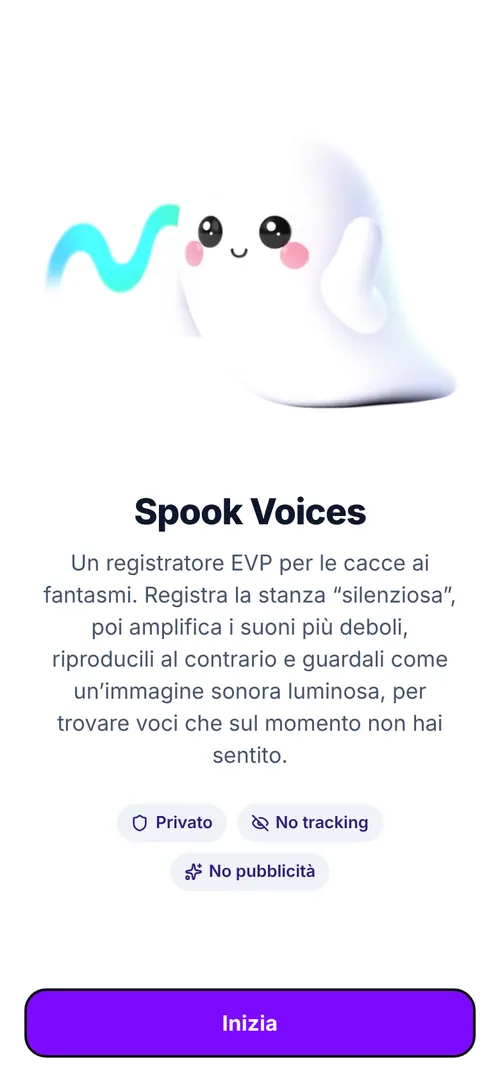 Spook Voices
Un registratore EVP per le cacce ai
fantasmi. Registra la stanza “silenziosa”,
poi amplifica i suoni più deboli,
riproducili al contrario e guardali come
un’immagine sonora luminosa, per
trovare voci che sul momento non hai
sentito.
Privato
No tracking
No pubblicità
Inizia